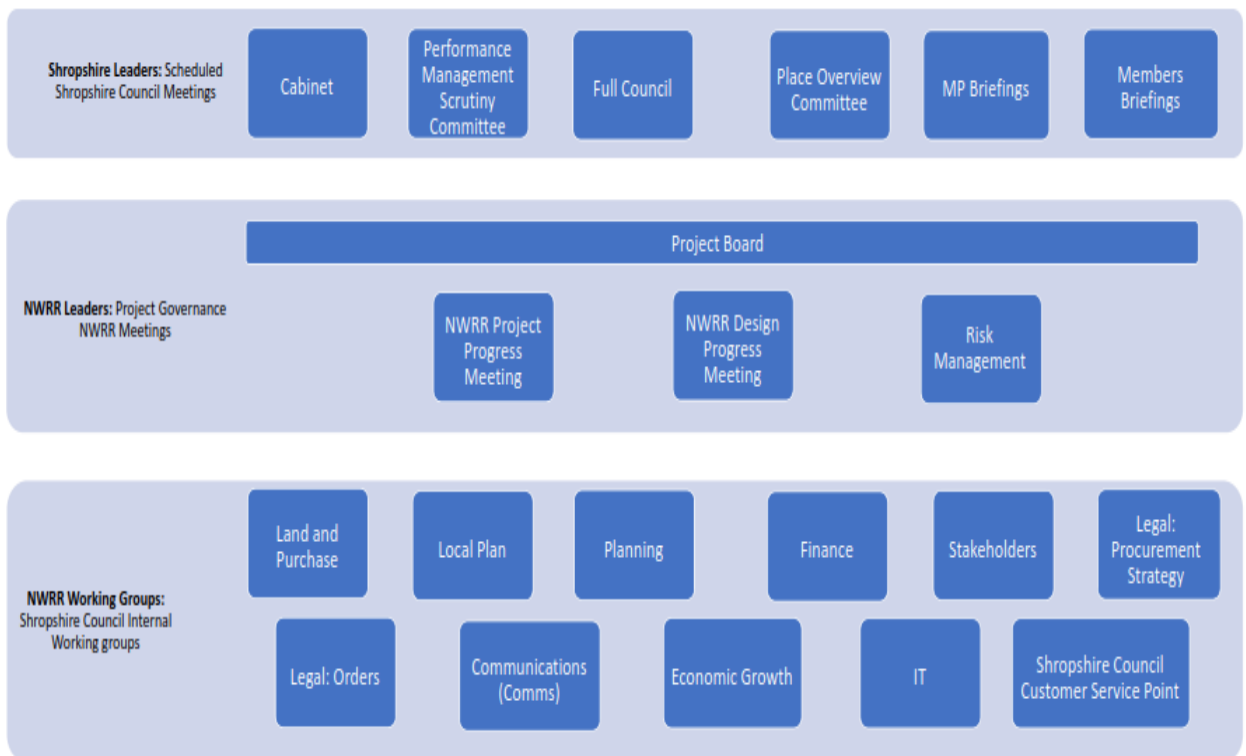 Shropshire Leaders: Scheduled
Shropshire Council Meetings
Cabinet
Performance
Management
Scrutiny
Committee
Full Council
Place Overview
Committee
MP Briefings
Members
Briefings
NWRR Leaders: Project Governance
NWRR Meetings
Project Board
NWRR Project
Progress
Meeting
NWRR Design
Progress
Meeting
Risk
Management
NWRR Working Groups:
Shropshire Council Internal
Working groups
Land and
Purchase
Local Plan
Planning
Finance
Stakeholders
Legal:
Procurement
Strategy
Legal: Orders
Communications
(Comms)
Economic Growth
IT
Shropshire Council
Customer Service Point